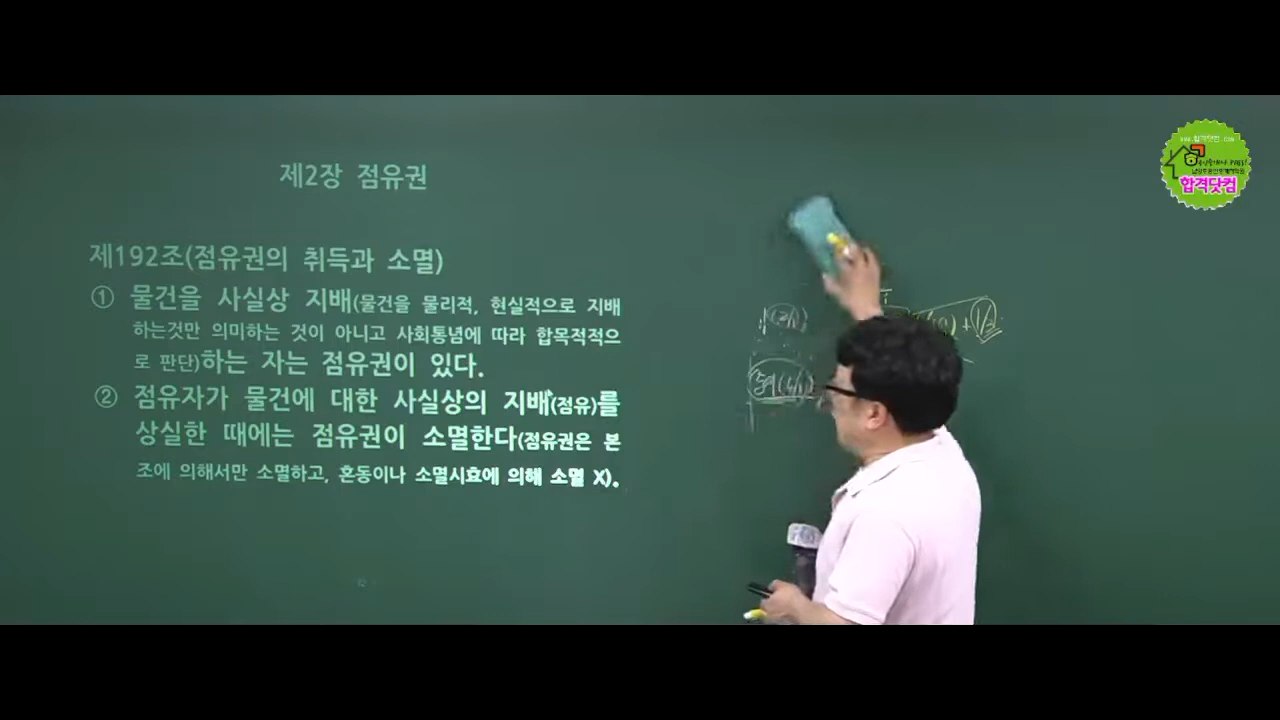 제2장 점유권
제192조(점유권의 취득과 소멸)
① 물건을 사실상 지배(물건을 물리적, 현실적으로 지배
하는것만 의미하는 것이 아니고 사회통념에 따라 합목적적으
로 판단)하는 자는 점유권이 있다.
② 점유자가 물건에 대한 사실상의 지배(점유)를
상실한 때에는 점유권이 소멸한다(점유권은 본
조에 의해서만 소멸하고, 혼동이나 소멸시효에 의해 소멸 X).
합격닷컴